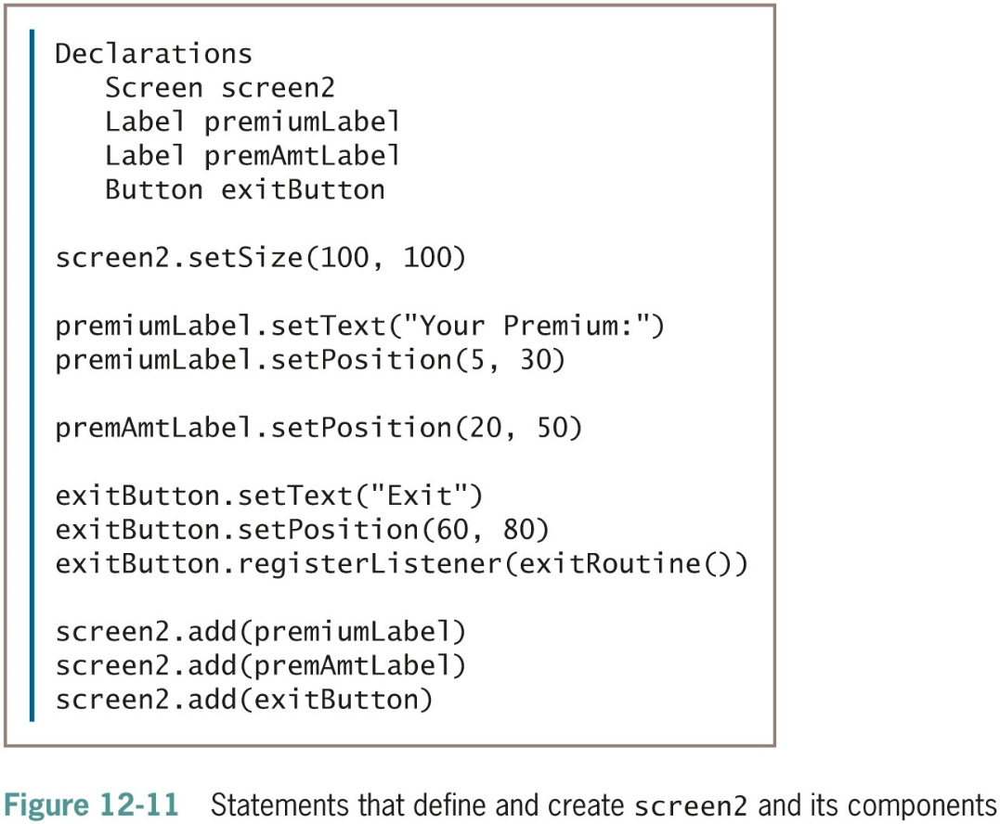 Declarations
Screen screen2
Label premiumLabel
Label premAmtLabel
Button exitButton
screen2.setSize(100, 100)
premiumLabel.setText("Your Premium:")
premiumLabel.setPosition(5, 30)
premAmtLabel.setPosition(20, 50)
exitButton.setText("Exit")
exitButton.setPosition(60, 80)
exitButton.registerListener(exitRoutine())
screen2.add(premiumLabel)
screen2.add(premAmtLabel)
screen2.add(exitButton)
Figure 12-11 Statements that define and create screen2 and its components